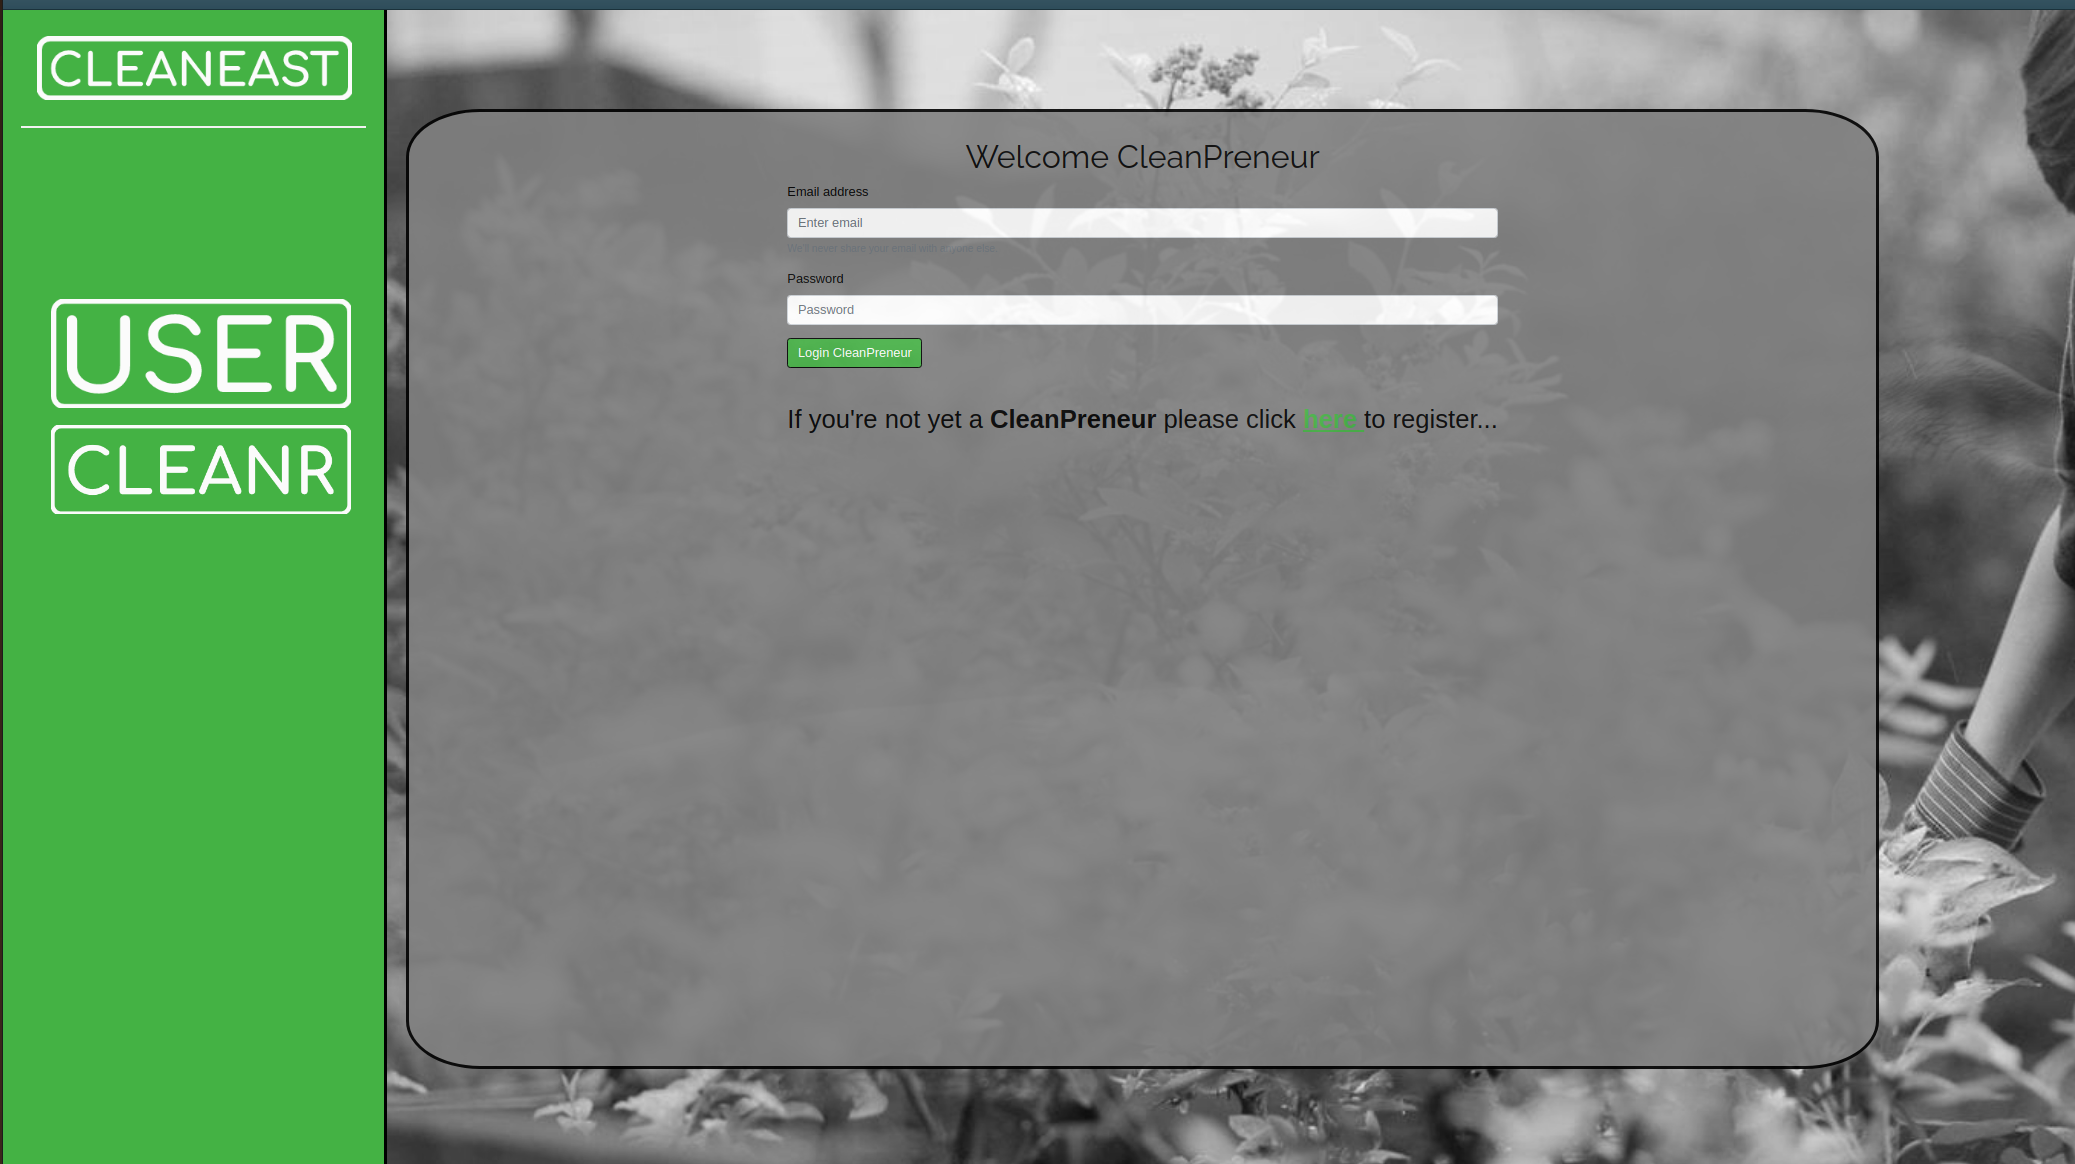 CLEANEAST
USER
CLEANR
Welcome CleanPreneur
Email address
Enter email
We'll never share your email with anyone else.
Password
Password
Login CleanPreneur
If you're not yet a CleanPreneur please click here to register...